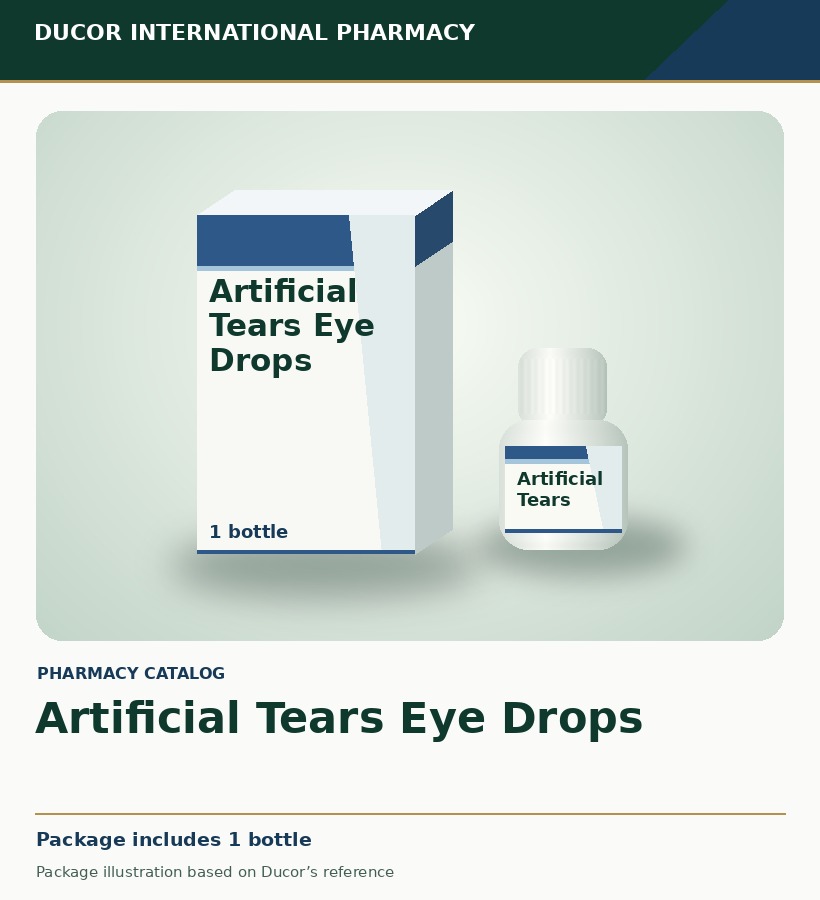 DUCOR INTERNATIONAL PHARMACY
Artificial
Tears Eye
Drops
1 bottle
Artificial
Tears
PHARMACY CATALOG
Artificial Tears Eye Drops
Package includes 1 bottle
Package illustration based on Ducor’s reference